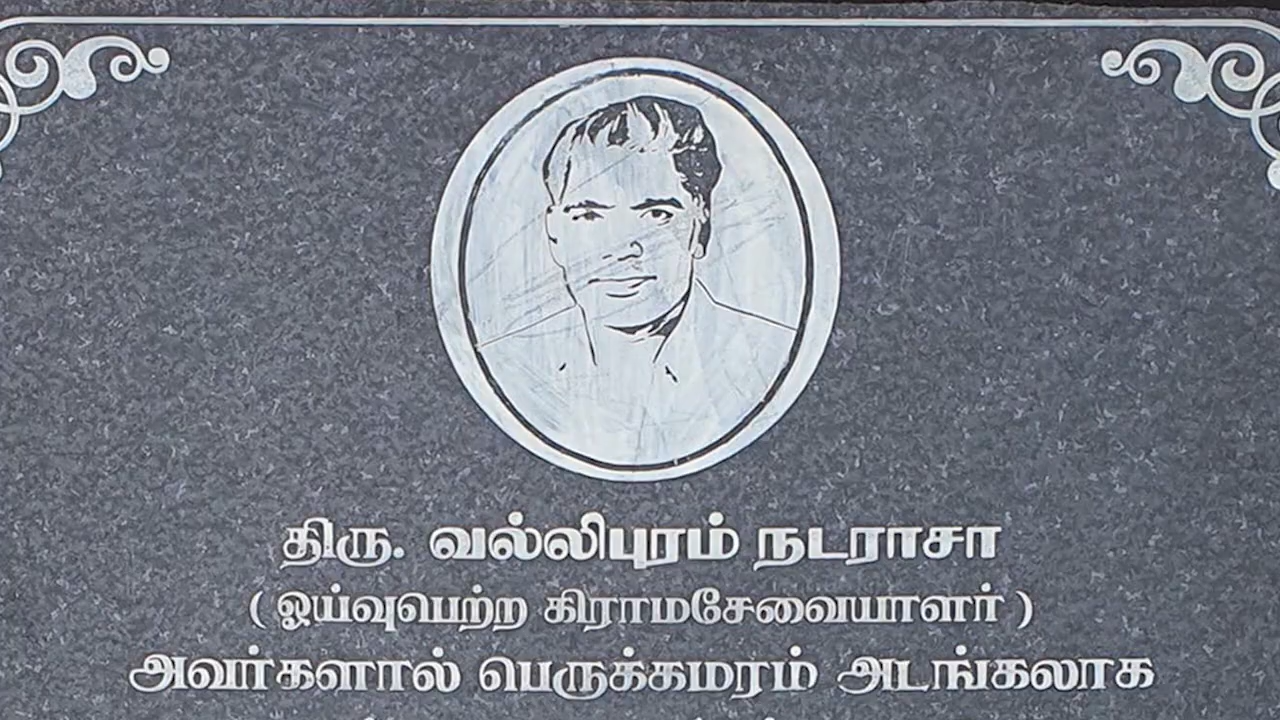 திரு. வல்லிபுரம் நடராசா
( ஓய்வுபெற்ற கிராமசேவையாளர் )
அவர்களால் பெருக்கமரம் அடங்கலாக